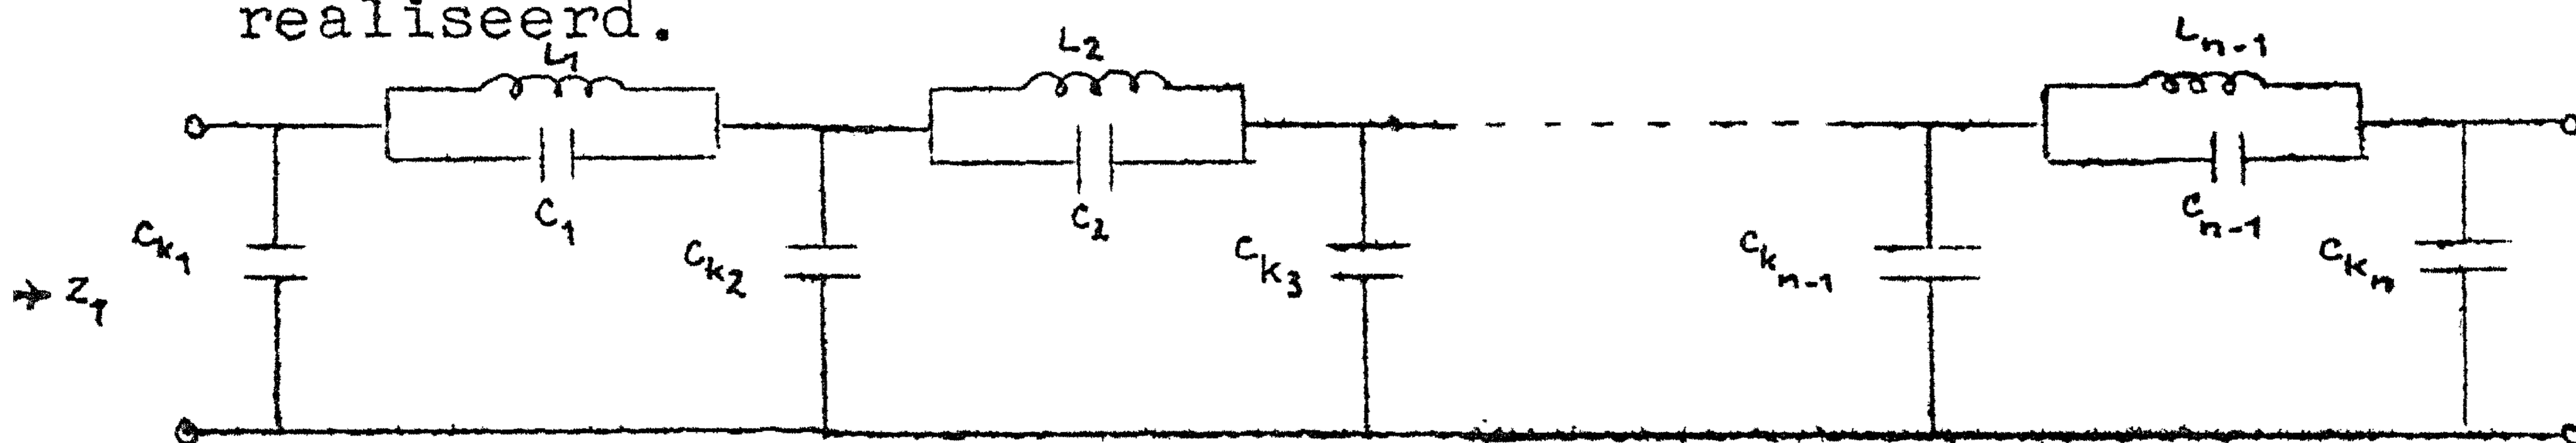 realiseerd.
L1 L2 Ln-1
C1 C2 Cn-1
Ck1 Ck2 Ck3 Ckn-1 Ckn
→ Z1